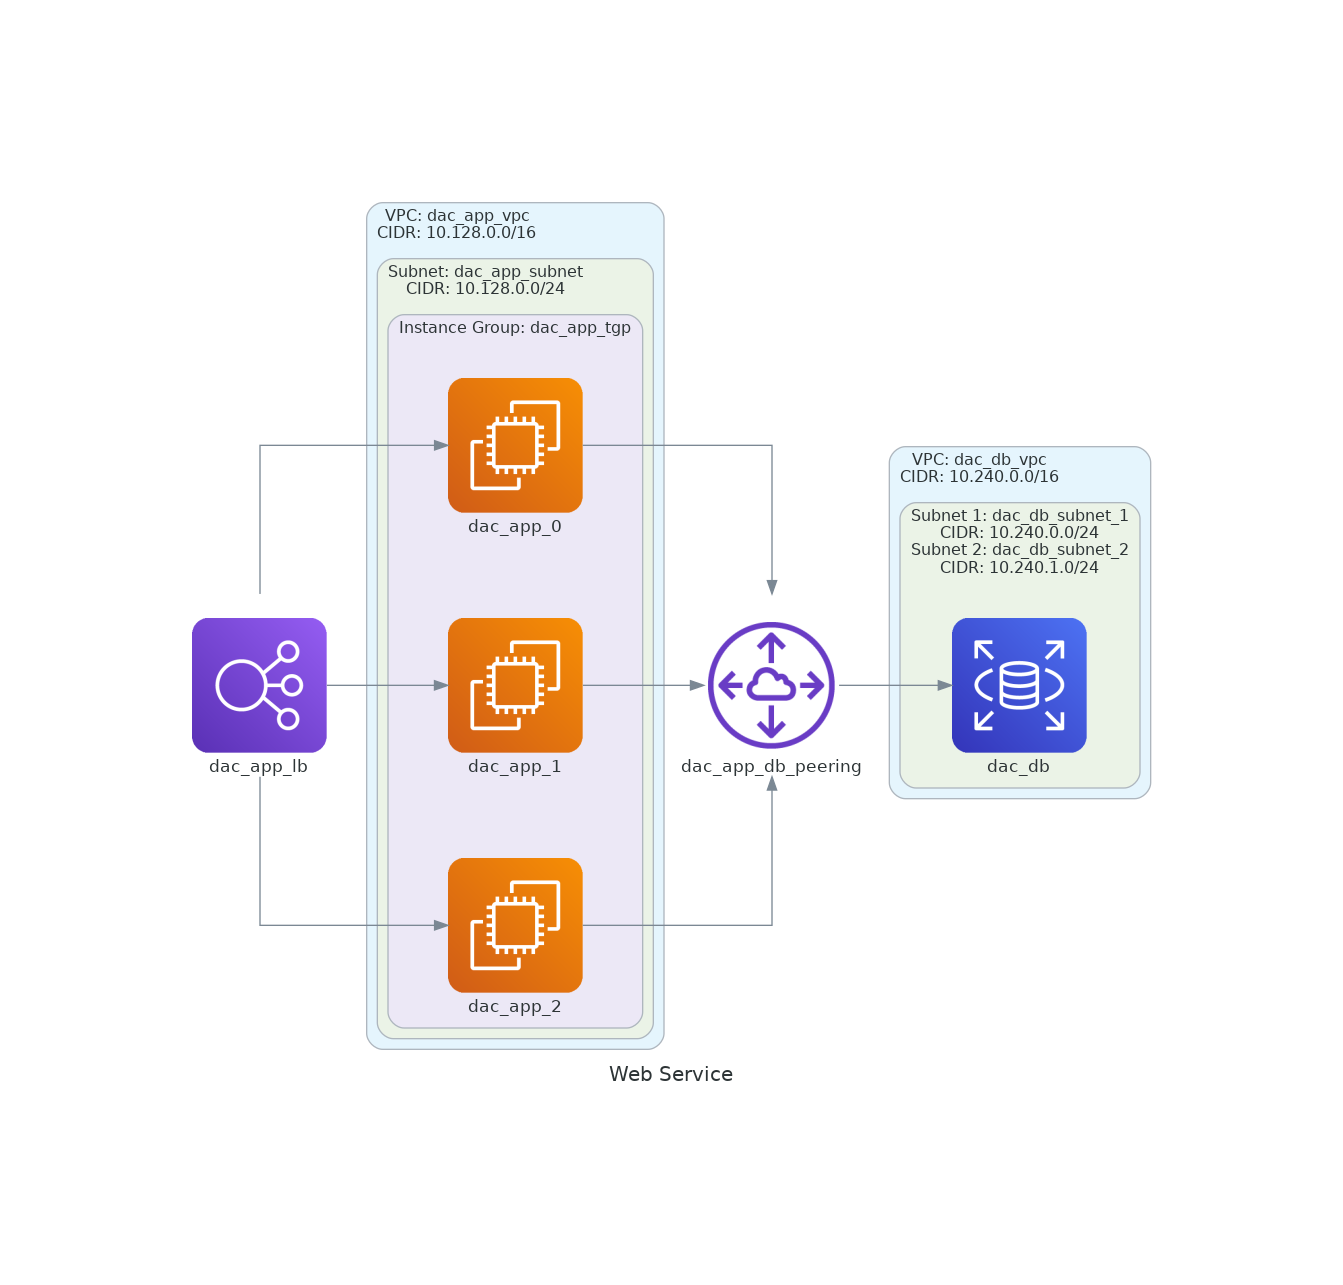 VPC: dac_app_vpc
CIDR: 10.128.0.0/16
Subnet: dac_app_subnet
CIDR: 10.128.0.0/24
Instance Group: dac_app_tgp
dac_app_0
VPC: dac_db_vpc
CIDR: 10.240.0.0/16
Subnet 1: dac_db_subnet_1
CIDR: 10.240.0.0/24
Subnet 2: dac_db_subnet_2
CIDR: 10.240.1.0/24
dac_app_lb
dac_app_1
dac_app_db_peering
dac_db
dac_app_2
Web Service